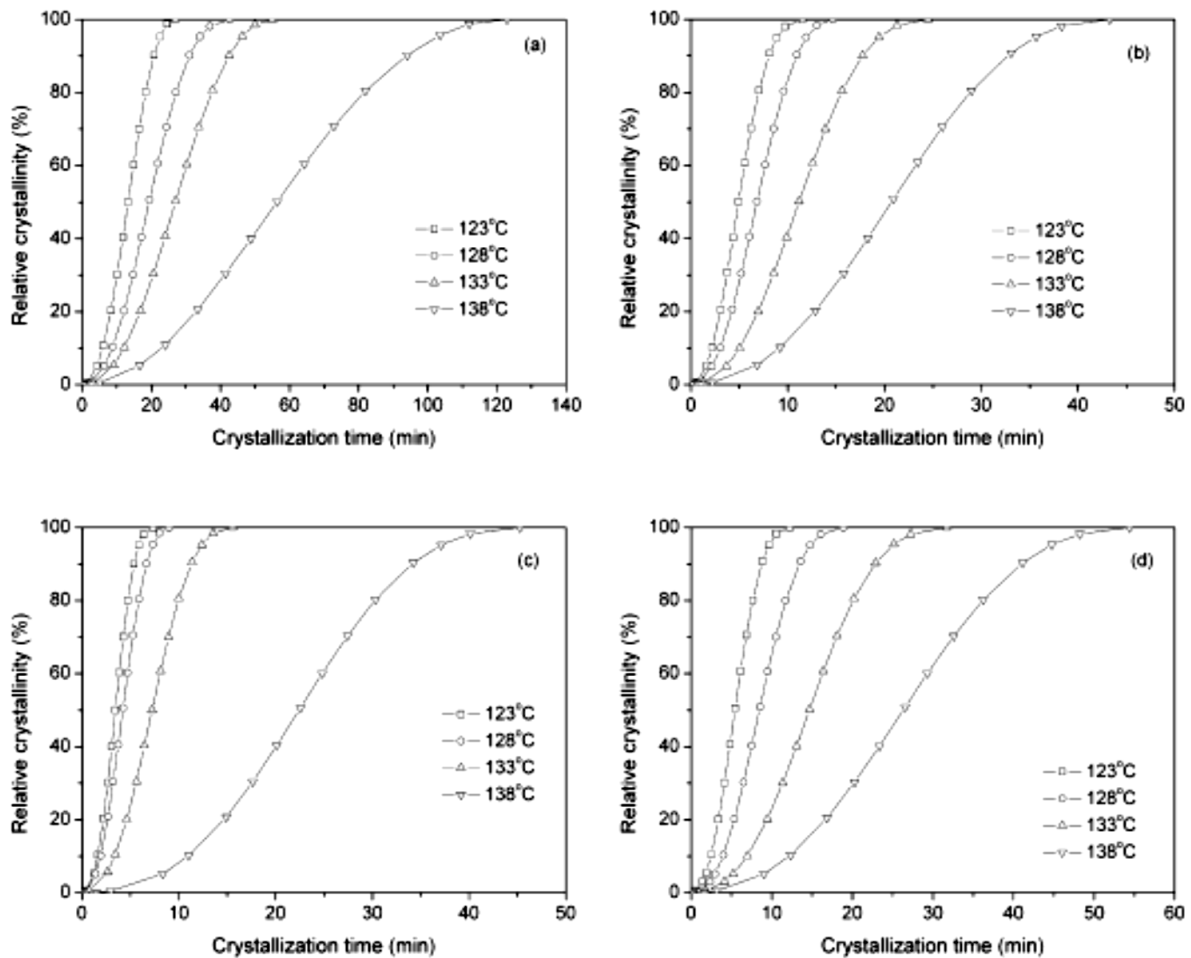 (a)
Relative crystallinity (%)
100
80
60
40
20
0
123°C
128°C
133°C
138°C
0 20 40 60 80 100 120 140
Crystallization time (min)
(b)
Relative crystallinity (%)
100
80
60
40
20
0
123°C
128°C
133°C
138°C
0 10 20 30 40 50
Crystallization time (min)
(c)
Relative crystallinity (%)
100
80
60
40
20
0
123°C
128°C
133°C
138°C
0 10 20 30 40 50
Crystallization time (min)
(d)
Relative crystallinity (%)
100
80
60
40
20
0
123°C
128°C
133°C
138°C
0 10 20 30 40 50 60
Crystallization time (min)